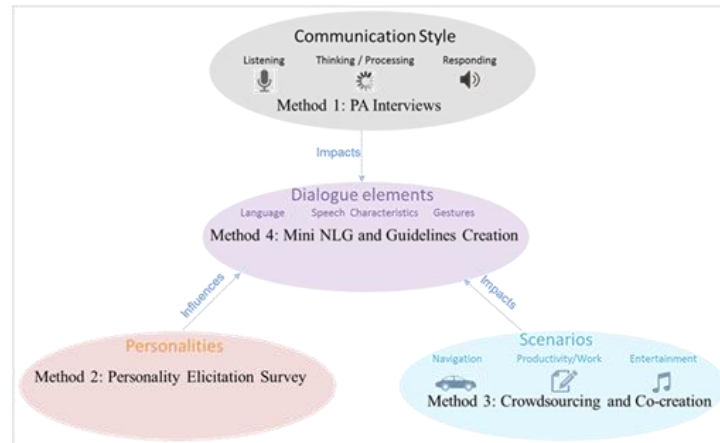 Communication Style
Listening Thinking / Processing Responding
Method 1: PA Interviews
Impacts
Dialogue elements
Language Speech Characteristics Gestures
Method 4: Mini NLG and Guidelines Creation
Influences
Impacts
Personalities
Method 2: Personality Elicitation Survey
Scenarios
Navigation Productivity/Work Entertainment
Method 3: Crowdsourcing and Co-creation